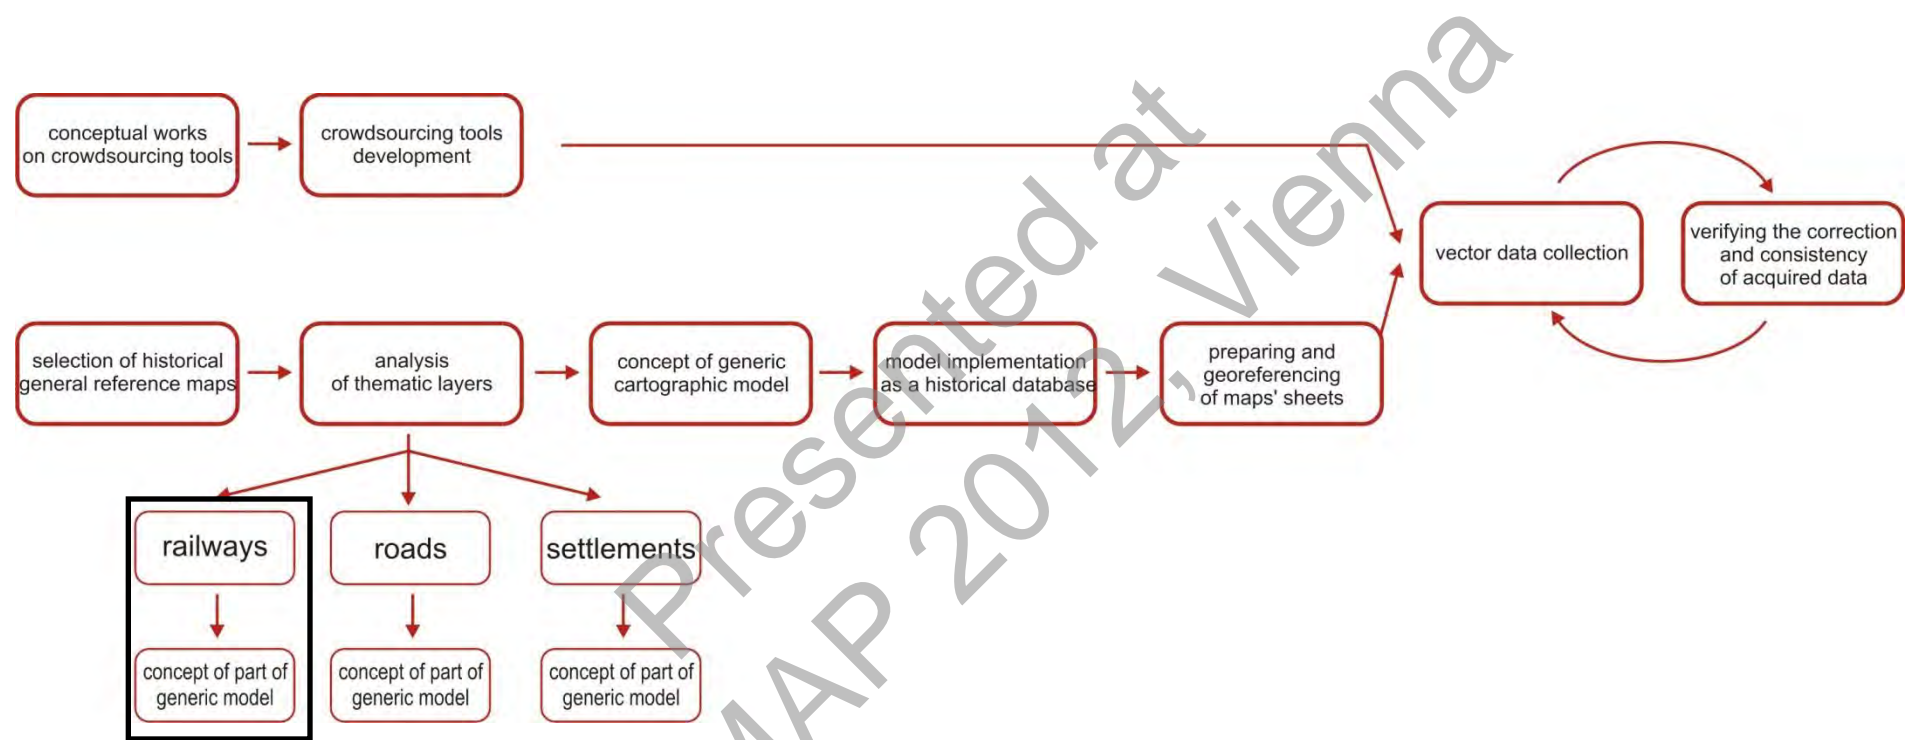 conceptual works
on crowdsourcing tools
crowdsourcing tools
development
vector data collection
verifying the correction
and consistency
of acquired data
selection of historical
general reference maps
analysis
of thematic layers
concept of generic
cartographic model
model implementation
as a historical database
preparing and
georeferencing
of maps' sheets
railways
roads
settlements
concept of part of
generic model
concept of part of
generic model
concept of part of
generic model
Presented at
MAP 2012, Vienna